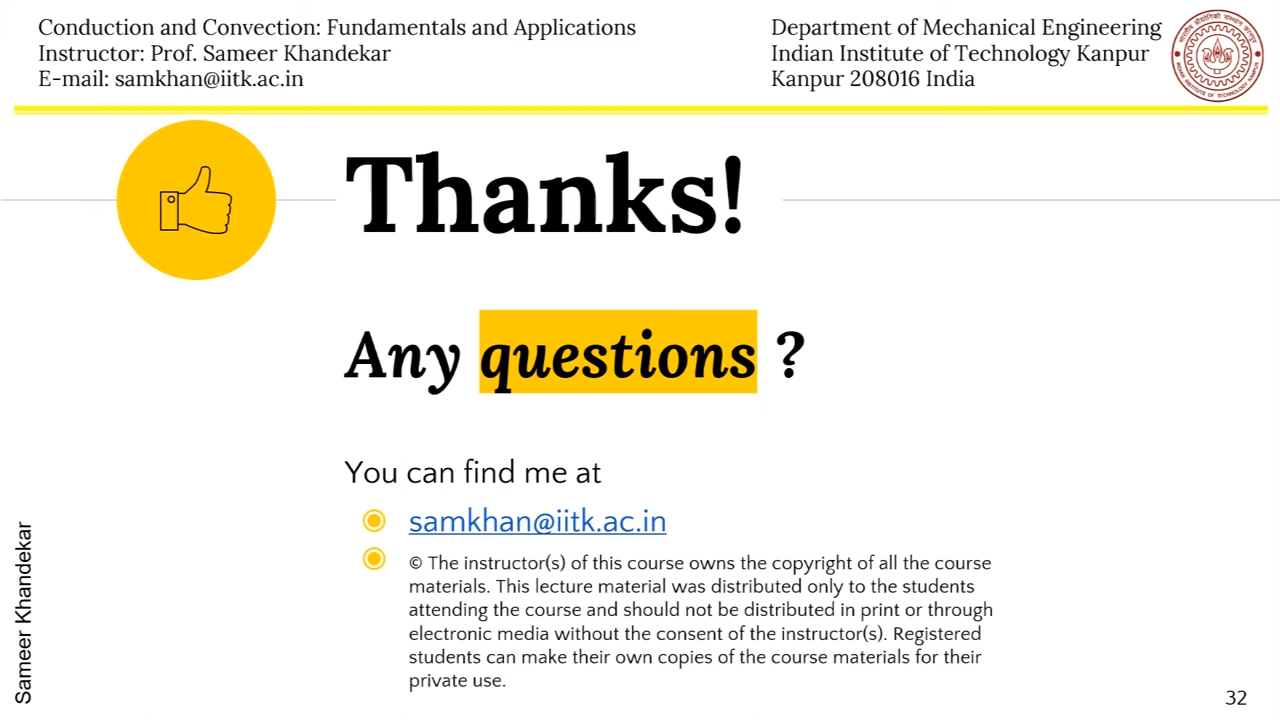 Conduction and Convection: Fundamentals and Applications
Instructor: Prof. Sameer Khandekar
E-mail: samkhan@iitk.ac.in
Department of Mechanical Engineering
Indian Institute of Technology Kanpur
Kanpur 208016 India
Thanks!
Any questions ?
You can find me at
samkhan@iitk.ac.in
© The instructor(s) of this course owns the copyright of all the course
materials. This lecture material was distributed only to the students
attending the course and should not be distributed in print or through
electronic media without the consent of the instructor(s). Registered
students can make their own copies of the course materials for their
private use.
Sameer Khandekar
32